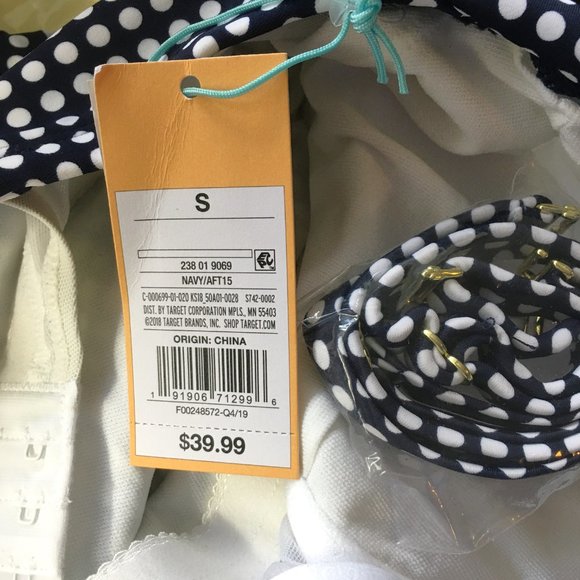 S
238 01 9069
NAVY/AFT15
C-000699-01-020 KS18_50A01-0028 S742-0002
DIST. BY TARGET CORPORATION MPLS., MN 55403
©2018 TARGET BRANDS, INC. SHOP TARGET.COM
ORIGIN: CHINA
1 91906 71299 6
F00248572-Q4/19
$39.99